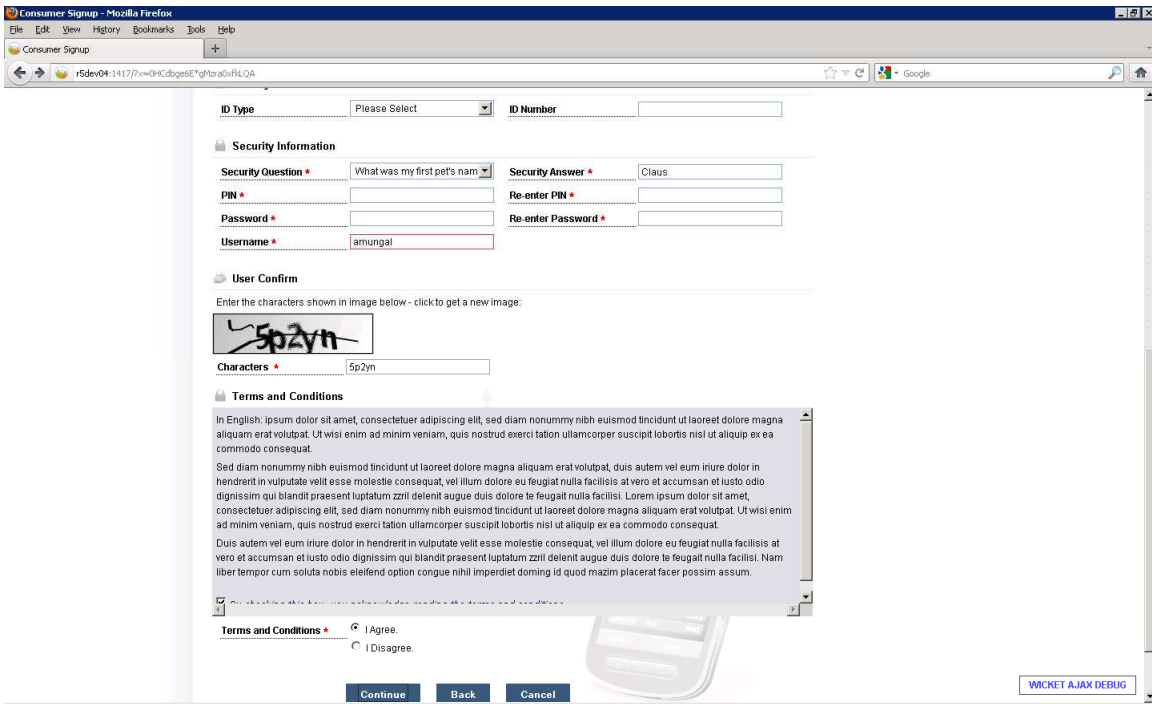 Consumer Signup - Mozilla Firefox
File Edit View History Bookmarks Tools Help
Consumer Signup +
r5dev04:1417/?x=0HCdbge6E*gMzra0xfkLQA Google
ID Type Please Select ID Number
Security Information
Security Question * What was my first pet's nam Security Answer * Claus
PIN * Re-enter PIN *
Password * Re-enter Password *
Username * amungal
User Confirm
Enter the characters shown in image below - click to get a new image:
5p2yn
Characters * 5p2yn
Terms and Conditions
In English: ipsum dolor sit amet, consectetuer adipiscing elit, sed diam nonummy nibh euismod tincidunt ut laoreet dolore magna
aliquam erat volutpat. Ut wisi enim ad minim veniam, quis nostrud exerci tation ullamcorper suscipit lobortis nisl ut aliquip ex ea
commodo consequat.
Sed diam nonummy nibh euismod tincidunt ut laoreet dolore magna aliquam erat volutpat, duis autem vel eum iriure dolor in
hendrerit in vulputate velit esse molestie consequat, vel illum dolore eu feugiat nulla facilisis at vero et accumsan et iusto odio
dignissim qui blandit praesent luptatum zzril delenit augue duis dolore te feugait nulla facilisi. Lorem ipsum dolor sit amet,
consectetuer adipiscing elit, sed diam nonummy nibh euismod tincidunt ut laoreet dolore magna aliquam erat volutpat. Ut wisi enim
ad minim veniam, quis nostrud exerci tation ullamcorper suscipit lobortis nisl ut aliquip ex ea commodo consequat.
Duis autem vel eum iriure dolor in hendrerit in vulputate velit esse molestie consequat, vel illum dolore eu feugiat nulla facilisis at
vero et accumsan et iusto odio dignissim qui blandit praesent luptatum zzril delenit augue duis dolore te feugait nulla facilisi. Nam
liber tempor cum soluta nobis eleifend option congue nihil imperdiet doming id quod mazim placerat facer possim assum.
By checking this box, you acknowledge reading the terms and conditions
Terms and Conditions * I Agree.
I Disagree.
Continue Back Cancel
WICKET AJAX DEBUG